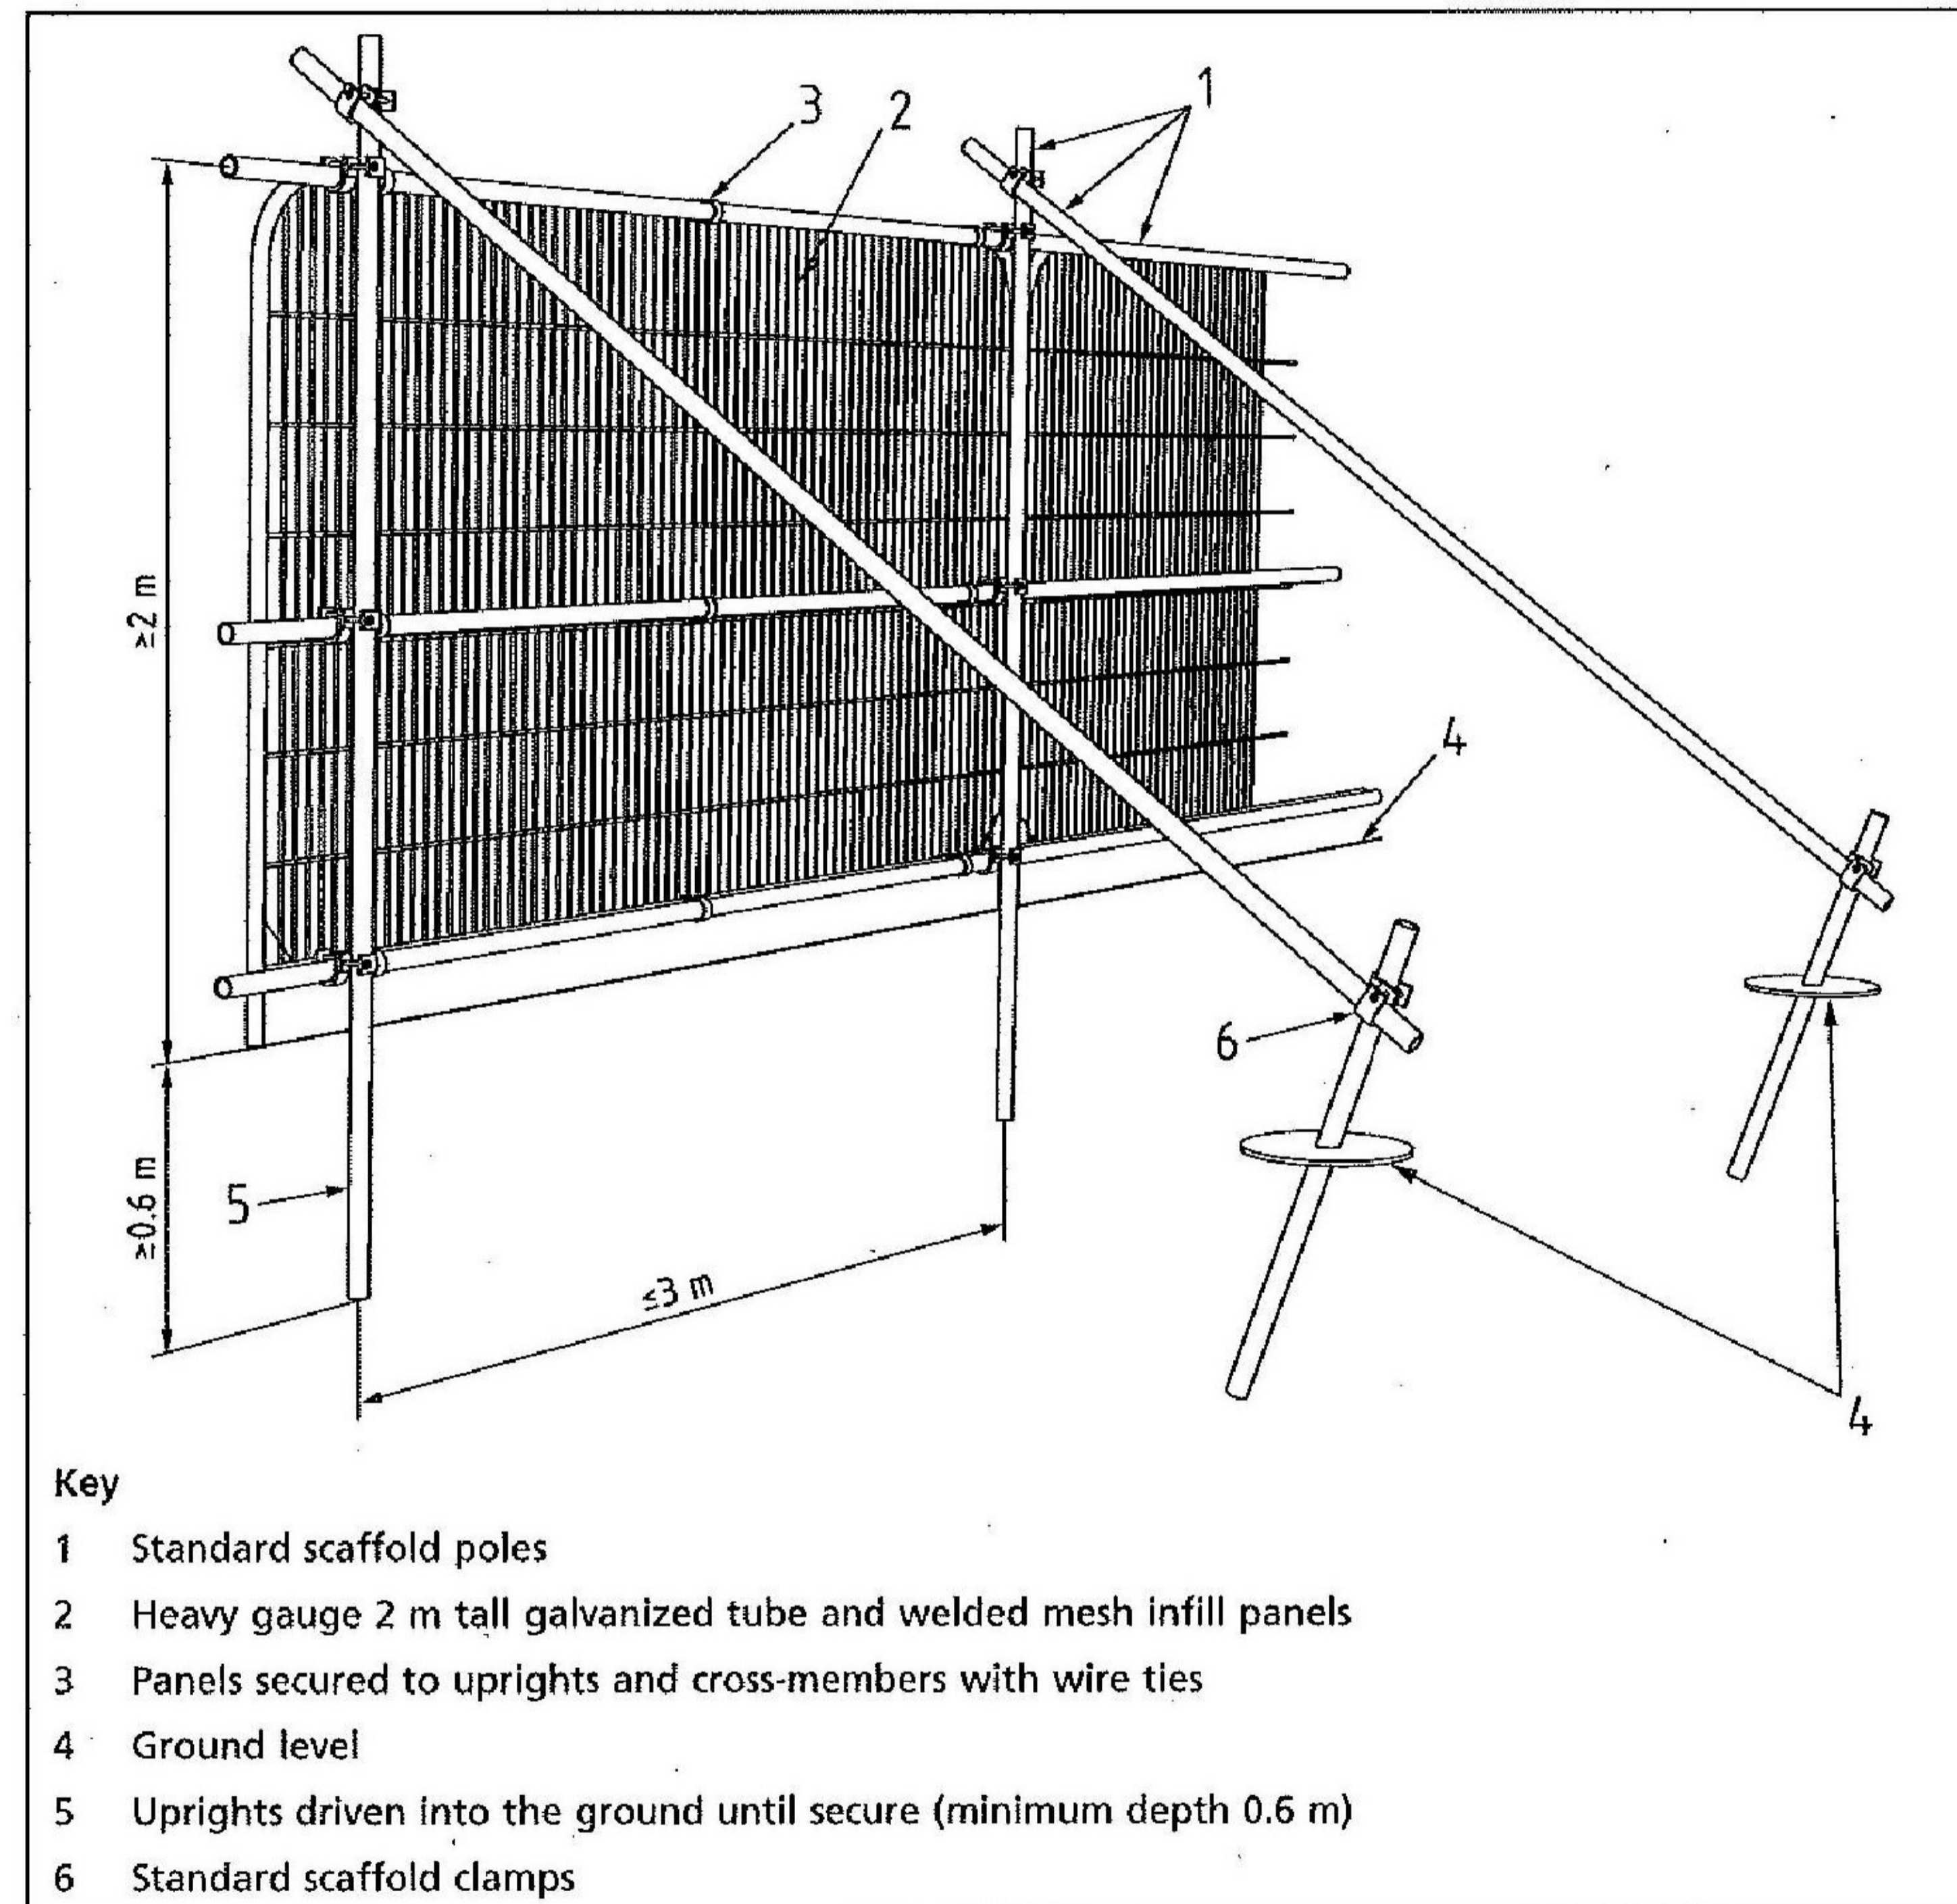 3
2
1
≥2 m
4
6
≥0.6 m
5
≤3 m
4
Key
1 Standard scaffold poles
2 Heavy gauge 2 m tall galvanized tube and welded mesh infill panels
3 Panels secured to uprights and cross-members with wire ties
4 Ground level
5 Uprights driven into the ground until secure (minimum depth 0.6 m)
6 Standard scaffold clamps